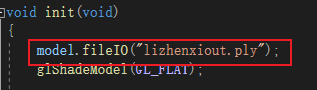 void init(void)
{
model.fileIO("lizhenxiout.ply");
glShadeModel(GL_FLAT);